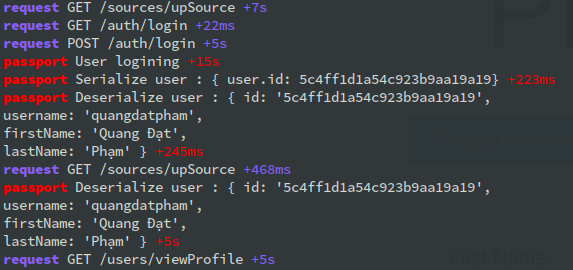 request GET /sources/upSource +7s
request GET /auth/login +22ms
request POST /auth/login +5s
passport User logining +15s
passport Serialize user : { user.id: 5c4ff1d1a54c923b9aa19a19} +223ms
passport Deserialize user : { id: '5c4ff1d1a54c923b9aa19a19',
username: 'quangdatpham',
firstName: 'Quang Đạt',
lastName: 'Phạm' } +245ms
request GET /sources/upSource +468ms
passport Deserialize user : { id: '5c4ff1d1a54c923b9aa19a19',
username: 'quangdatpham',
firstName: 'Quang Đạt',
lastName: 'Phạm' } +5s
request GET /users/viewProfile +5s
First Name